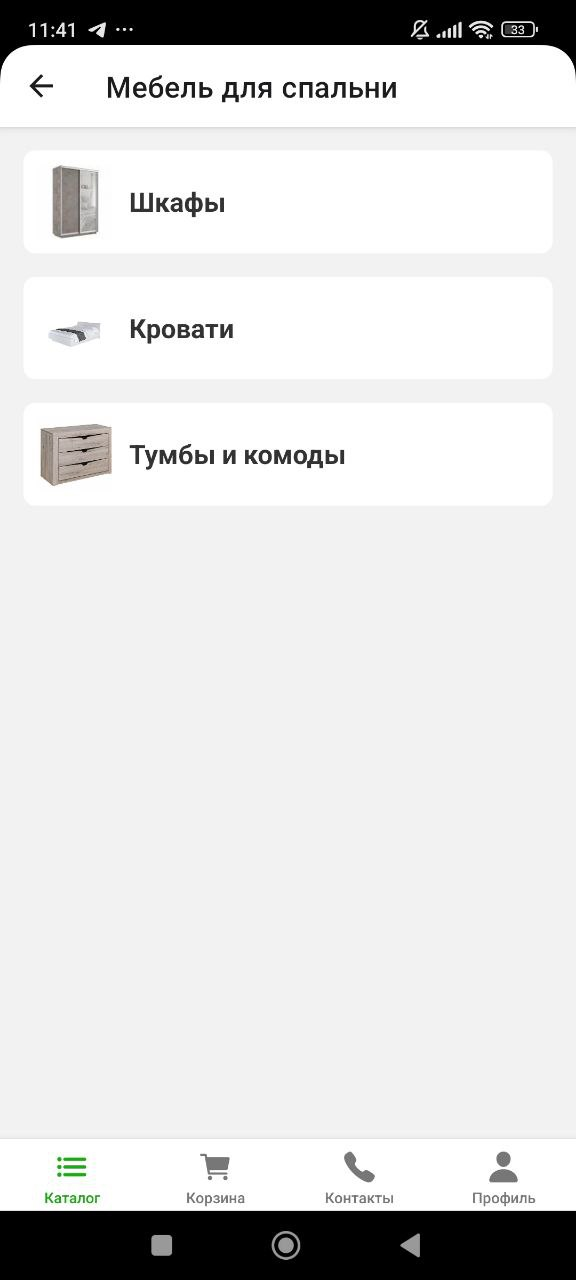 11:41
33
Мебель для спальни
Шкафы
Кровати
Тумбы и комоды
Каталог
Корзина
Контакты
Профиль